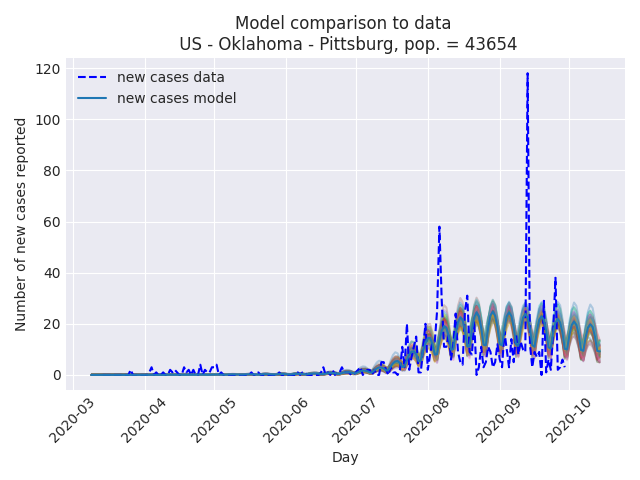 Model comparison to data
US - Oklahoma - Pittsburg, pop. = 43654
new cases data
new cases model
Number of new cases reported
120
100
80
60
40
20
0
2020-03
2020-04
2020-05
2020-06
2020-07
2020-08
2020-09
2020-10
Day